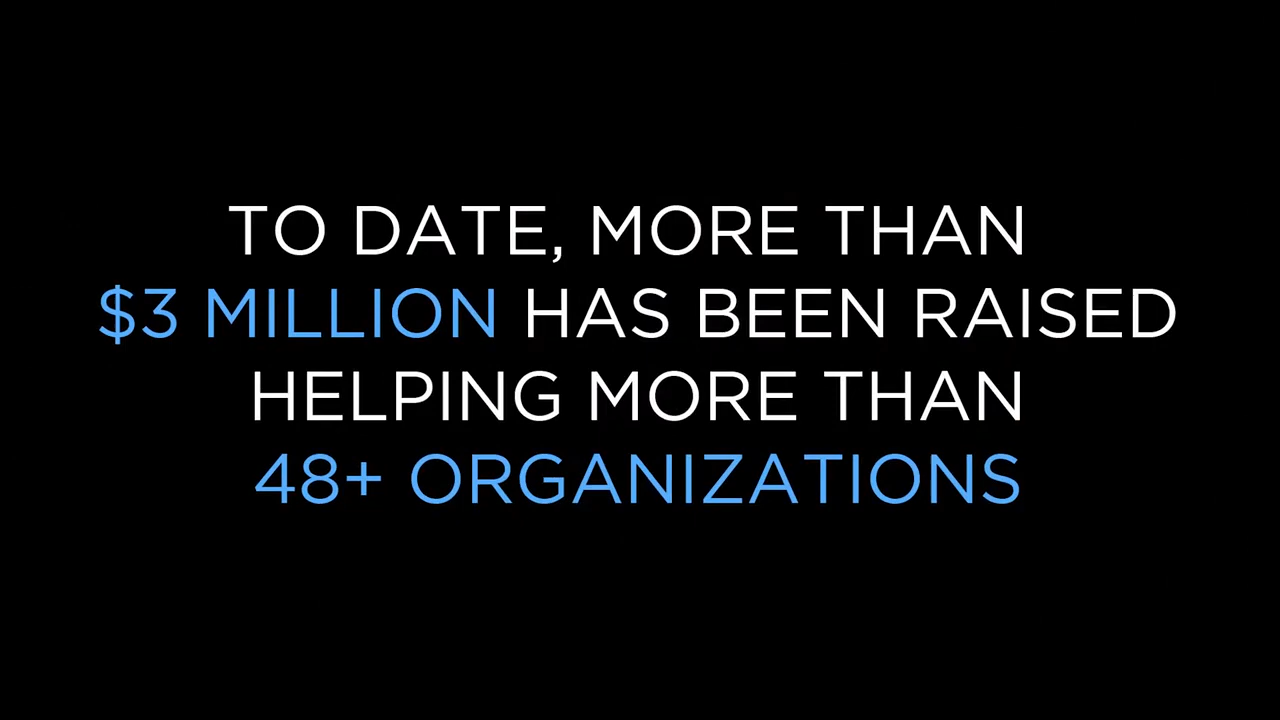 TO DATE, MORE THAN
$3 MILLION HAS BEEN RAISED
HELPING MORE THAN
48+ ORGANIZATIONS